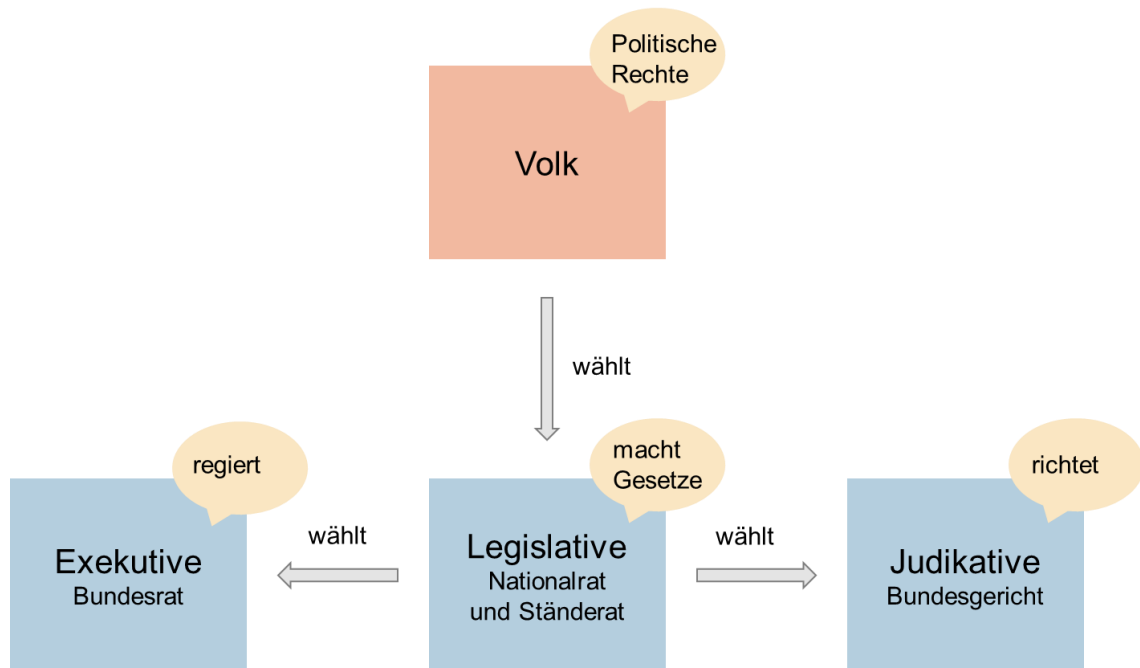 Politische
Rechte
Volk
wählt
regiert
macht
Gesetze
richtet
wählt
wählt
Exekutive
Bundesrat
Legislative
Nationalrat
und Ständerat
Judikative
Bundesgericht